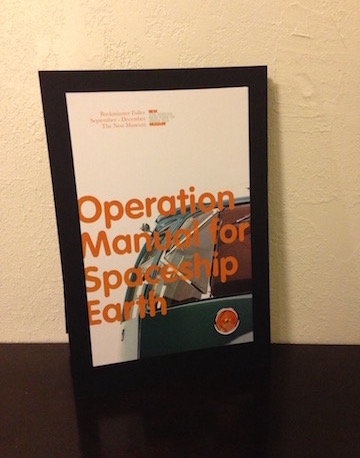 Buckminster Fuller
September - December
The New Museum
Operation
Manual for
Spaceship
Earth